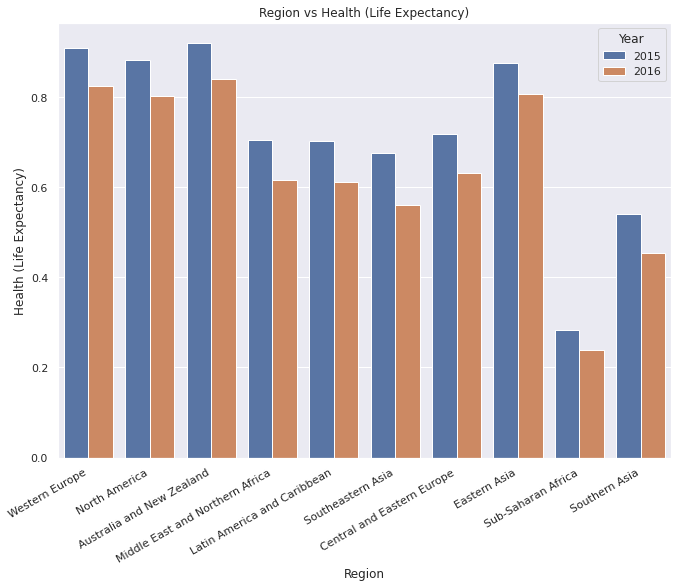 Region vs Health (Life Expectancy)
Year
2015
2016
Health (Life Expectancy)
0.8
0.6
0.4
0.2
0.0
Western Europe
North America
Australia and New Zealand
Middle East and Northern Africa
Latin America and Caribbean
Southeastern Asia
Central and Eastern Europe
Eastern Asia
Sub-Saharan Africa
Southern Asia
Region